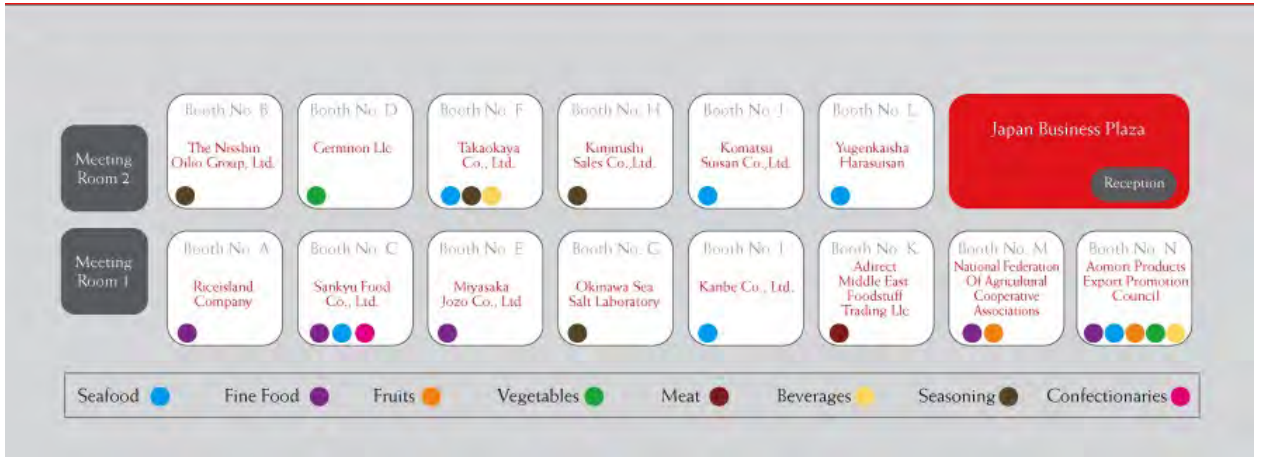 Booth No. B
The Nisshin
Oilio Group, Ltd.
Booth No. D
Germinon Llc
Booth No. F
Takaokaya
Co., Ltd.
Booth No. H
Kinjirushi
Sales Co.,Ltd.
Booth No. J
Komatsu
Suisan Co.,Ltd.
Booth No. L
Yugenkaisha
Harasuisan
Japan Business Plaza
Reception
Meeting
Room 2
Meeting
Room 1
Booth No. A
Riceisland
Company
Booth No. C
Sankyu Food
Co., Ltd.
Booth No. E
Miyasaka
Jozo Co., Ltd
Booth No. G
Okinawa Sea
Salt Laboratory
Booth No. I
Kanbe Co., Ltd.
Booth No. K
Adirect
Middle East
Foodstuff
Trading Llc
Booth No. M
National Federation
Of Agricultural
Cooperative
Associations
Booth No. N
Aomori Products
Export Promotion
Council
Seafood Fine Food Fruits Vegetables Meat Beverages Seasoning Confectionaries